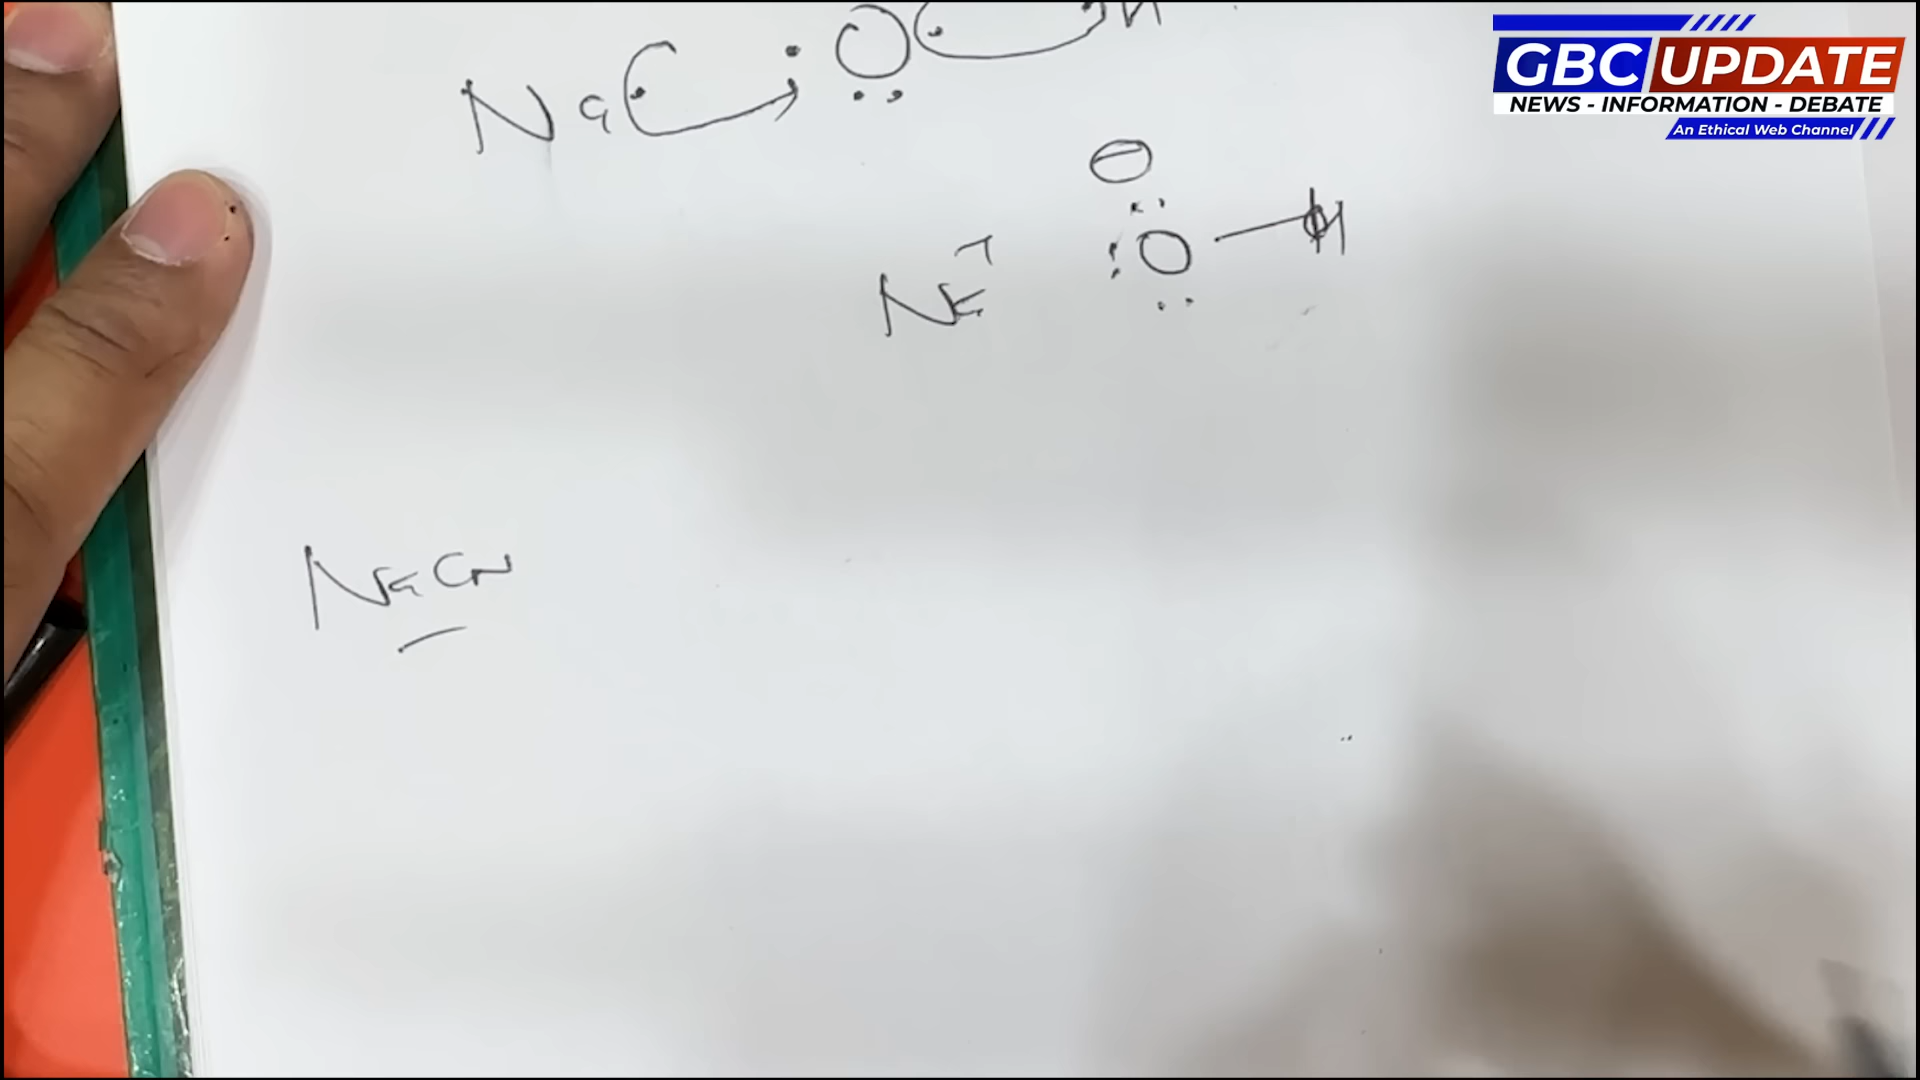 GBC UPDATE
NEWS - INFORMATION - DEBATE
An Ethical Web Channel
Na O H
⊖
Na+ :O—H
NaCN